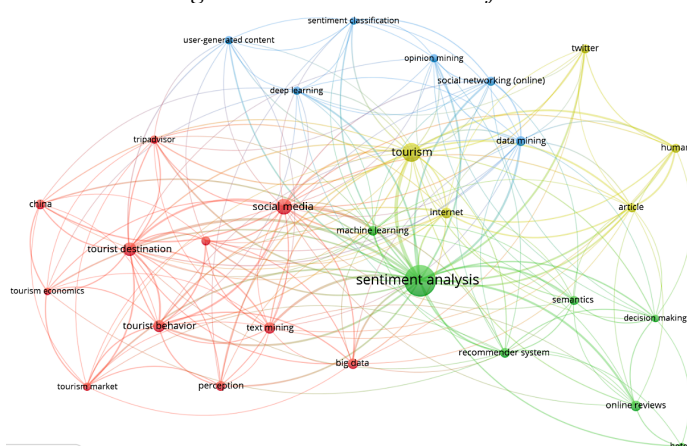 sentiment classification
user-generated content
twitter
opinion mining
social networking (online)
deep learning
tripadvisor
data mining
tourism
human
china
social media
internet
article
machine learning
tourist destination
sentiment analysis
tourism economics
semantics
decision making
tourist behavior
text mining
recommender system
big data
tourism market
perception
online reviews